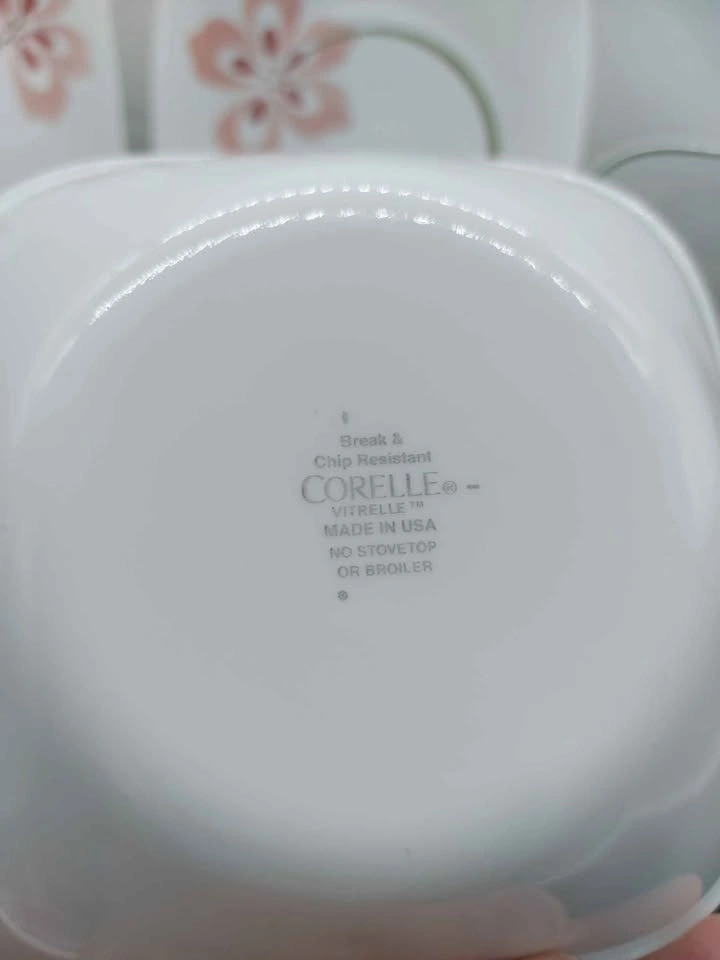 Break &
Chip Resistant
CORELLE® -
VITRELLE™
MADE IN USA
NO STOVETOP
OR BROILER
®